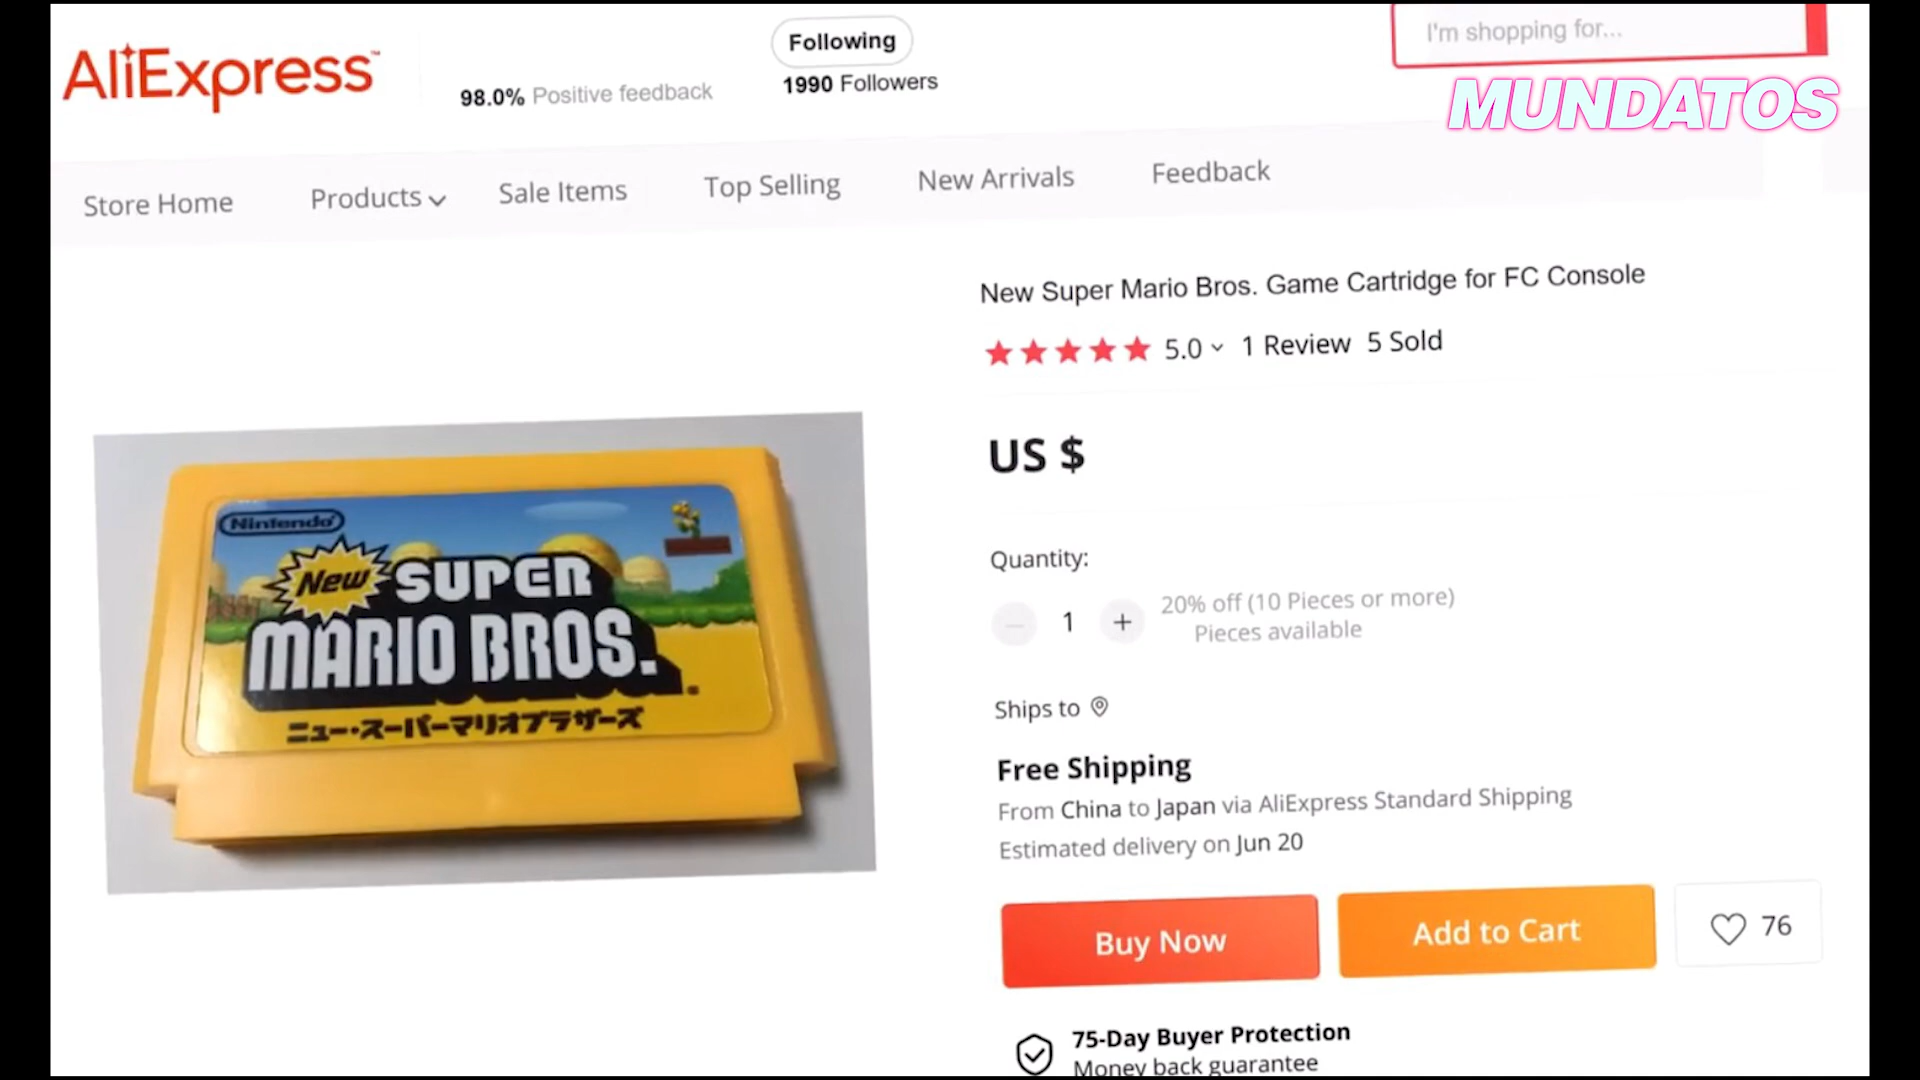 AliExpress™
98.0% Positive feedback
Following
1990 Followers
I'm shopping for...
MUNDATOS
Store Home
Products
Sale Items
Top Selling
New Arrivals
Feedback
New Super Mario Bros. Game Cartridge for FC Console
5.0 1 Review 5 Sold
US $
Nintendo
New SUPER
MARIO BROS.
ニュー・スーパーマリオブラザーズ
Quantity:
1
20% off (10 Pieces or more)
Pieces available
Ships to
Free Shipping
From China to Japan via AliExpress Standard Shipping
Estimated delivery on Jun 20
Buy Now
Add to Cart
76
75-Day Buyer Protection
Money back guarantee